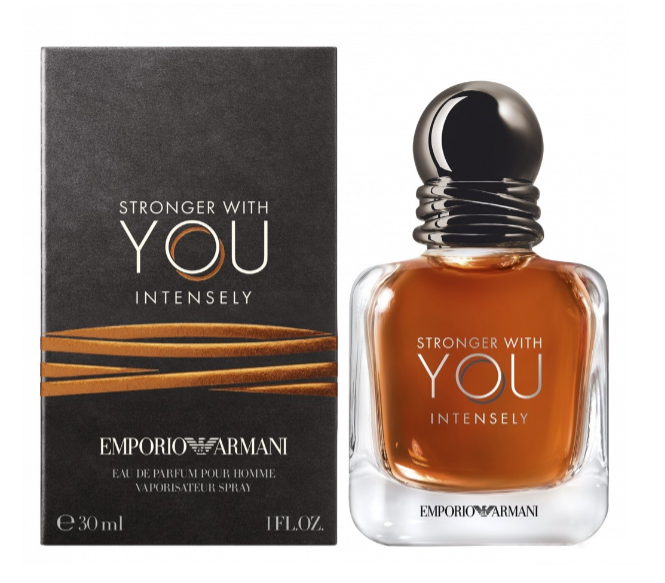 STRONGER WITH
YOU
INTENSELY
EMPORIO ARMANI
EAU DE PARFUM POUR HOMME
VAPORISATEUR SPRAY
℮ 30 ml 1 FL.OZ.
STRONGER WITH
YOU
INTENSELY
EMPORIO ARMANI